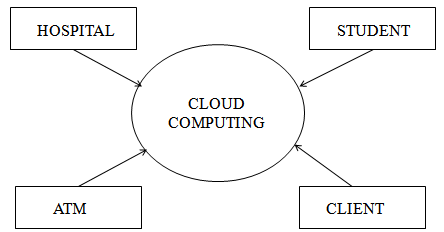 HOSPITAL
STUDENT
CLOUD
COMPUTING
ATM
CLIENT